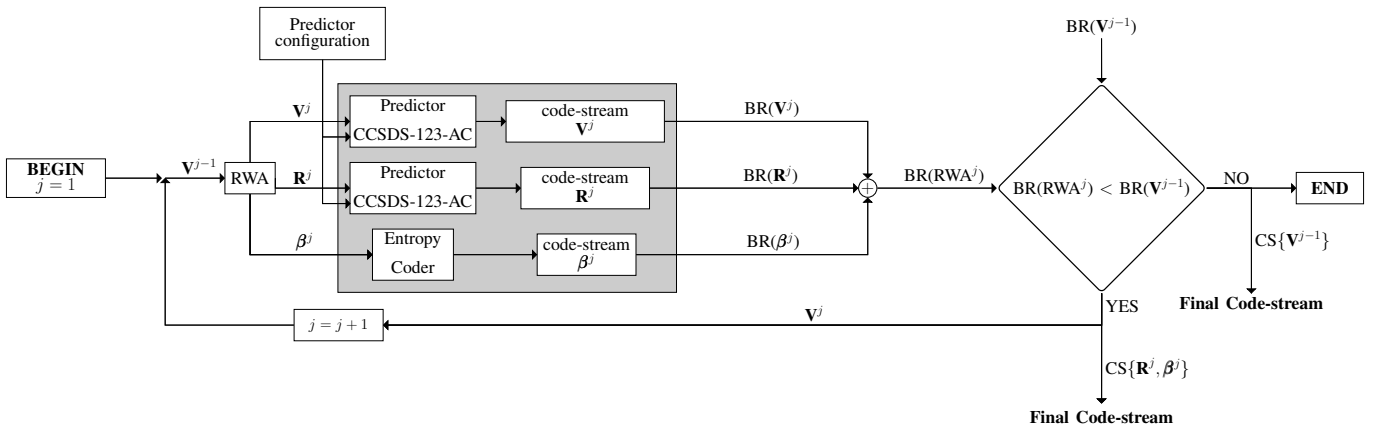 Predictor
configuration
BR(V^{j−1})
BEGIN
j = 1
V^{j−1}
RWA
V^j
R^j
β^j
Predictor
CCSDS-123-AC
code-stream
V^j
Predictor
CCSDS-123-AC
code-stream
R^j
Entropy
Coder
code-stream
β^j
BR(V^j)
BR(R^j)
BR(β^j)
+
BR(RWA^j)
BR(RWA^j) < BR(V^{j−1})
NO
END
CS{V^{j−1}}
Final Code-stream
YES
V^j
j = j + 1
CS{R^j, β^j}
Final Code-stream